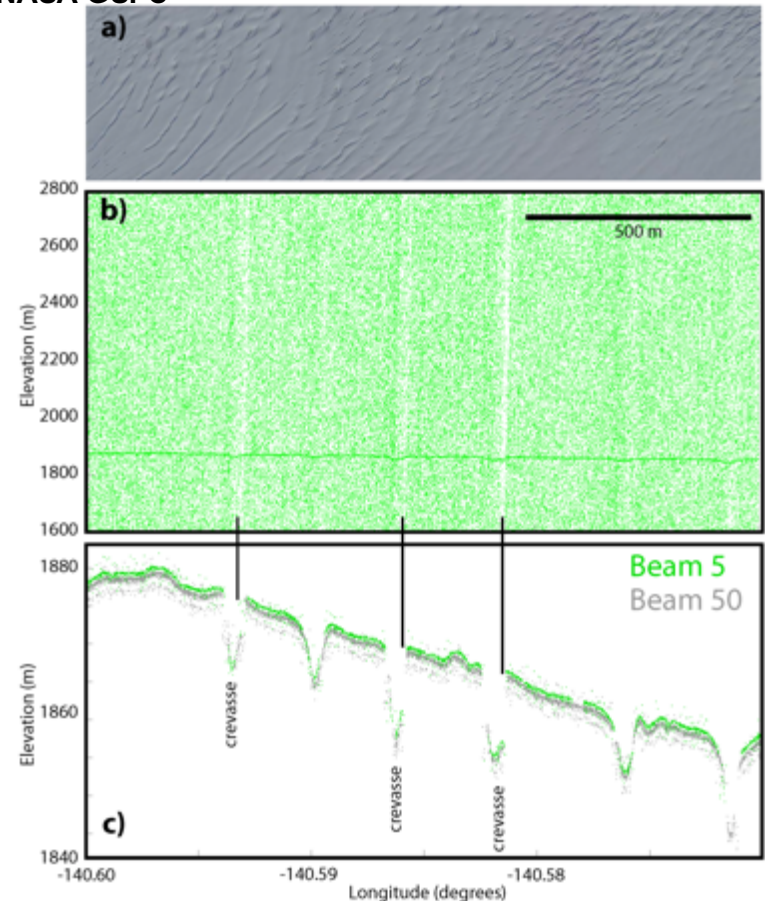 a)
2800
b)
2600
500 m
2400
2200
2000
1800
1600
Elevation (m)
1880
Beam 5
Beam 50
1860
Elevation (m)
crevasse
crevasse
crevasse
c)
1840
-140.60
-140.59
-140.58
Longitude (degrees)